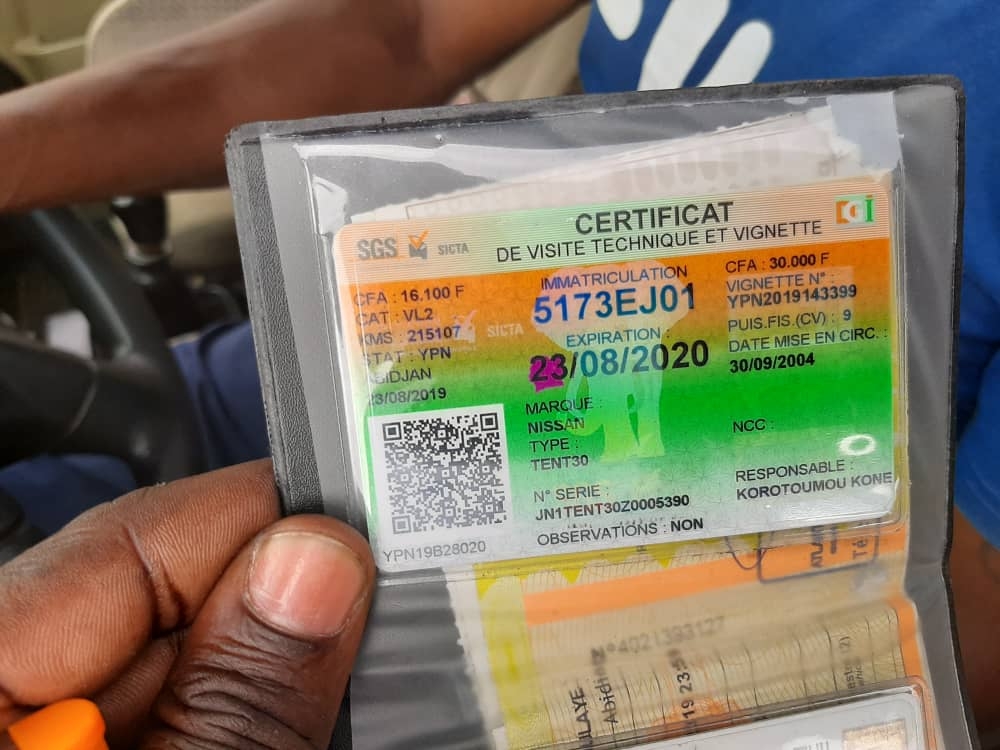 SGS SICTA
CERTIFICAT
DE VISITE TECHNIQUE ET VIGNETTE
DGI
CFA : 16.100 F
CAT : VL2
KMS : 215107
STAT : YPN
ABIDJAN
23/08/2019
SICTA
IMMATRICULATION
5173EJ01
EXPIRATION :
23/08/2020
MARQUE :
NISSAN
TYPE :
TENT30
N° SERIE :
JN1TENT30Z0005390
OBSERVATIONS : NON
CFA : 30.000 F
VIGNETTE N° :
YPN2019143399
PUIS.FIS.(CV) : 9
DATE MISE EN CIRC. :
30/09/2004
NCC :
RESPONSABLE :
KOROTOUMOU KONE
YPN19B28020